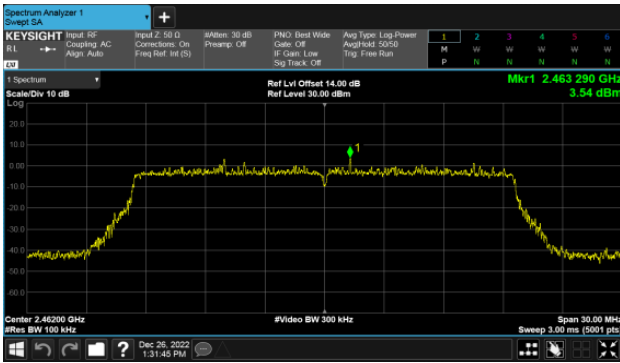 Spectrum Analyzer 1
Swept SA
KEYSIGHT
Input: RF
Coupling: AC
Align: Auto
Input Z: 50 Ω
Corrections: On
Freq Ref: Int (S)
#Atten: 30 dB
Preamp: Off
PNO: Best Wide
Gate: Off
IF Gain: Low
Sig Track: Off
Avg Type: Log-Power
Avg|Hold: 50/50
Trig: Free Run
1 2 3 4 5 6
M W W W W W
P N N N N N
RL
LXI
1 Spectrum
Scale/Div 10 dB
Ref Lvl Offset 14.00 dB
Ref Level 30.00 dBm
Mkr1 2.463 290 GHz
3.54 dBm
Log
20.0
10.0
1
0.00
-10.0
-20.0
-30.0
-40.0
-50.0
-60.0
Center 2.46200 GHz
#Video BW 300 kHz
Span 30.00 MHz
#Res BW 100 kHz
Sweep 3.00 ms (5001 pts)
?
Dec 26, 2022
1:31:45 PM